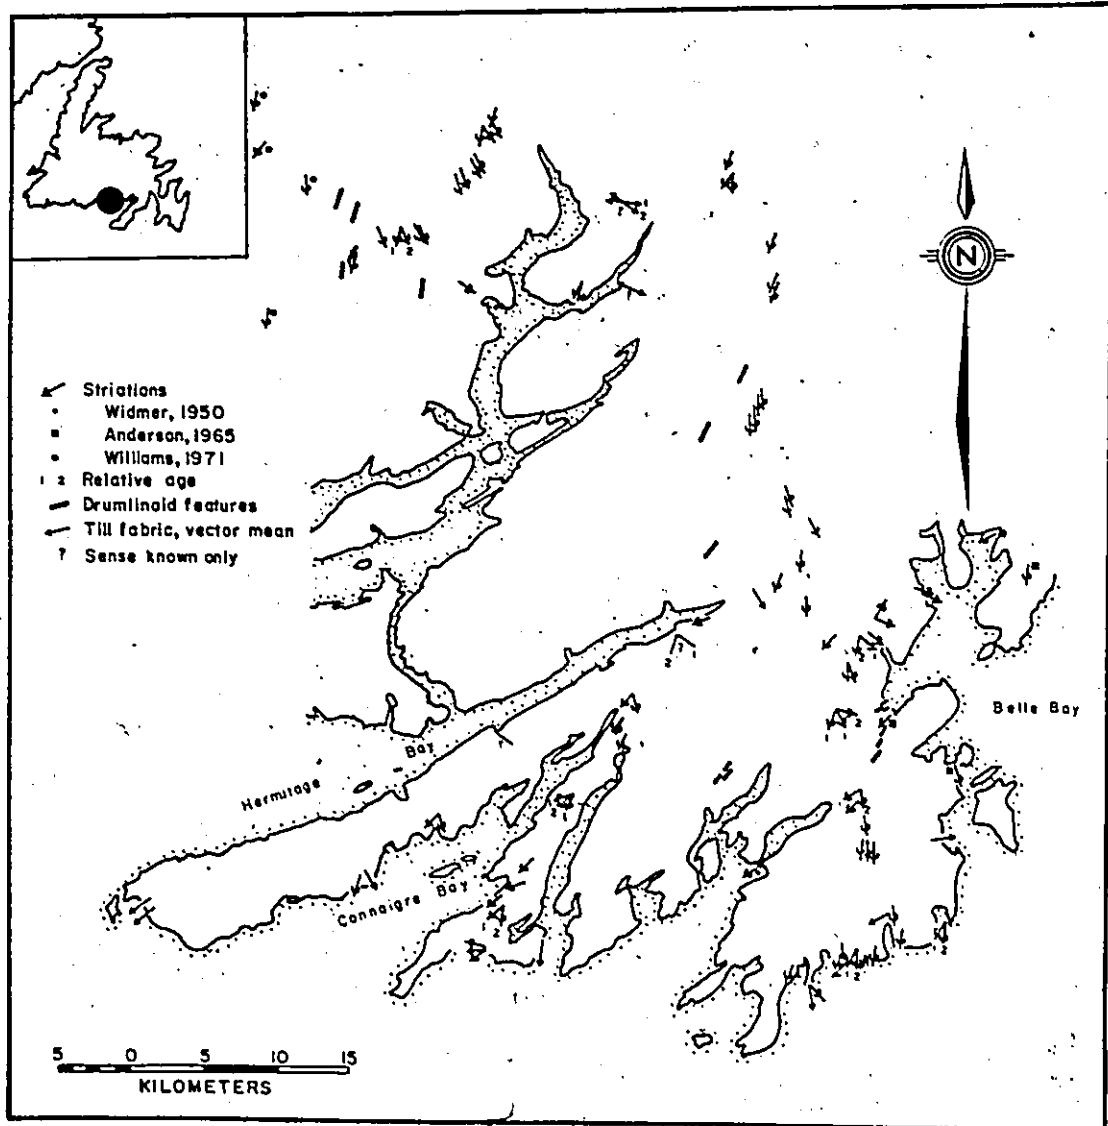 N
Striations
Widmer, 1950
Anderson, 1965
Williams, 1971
1 2 Relative age
Drumlinoid features
Till fabric, vector mean
? Sense known only
Belle Bay
Hermitage Bay
Connaigre Bay
5 0 5 10 15
KILOMETERS